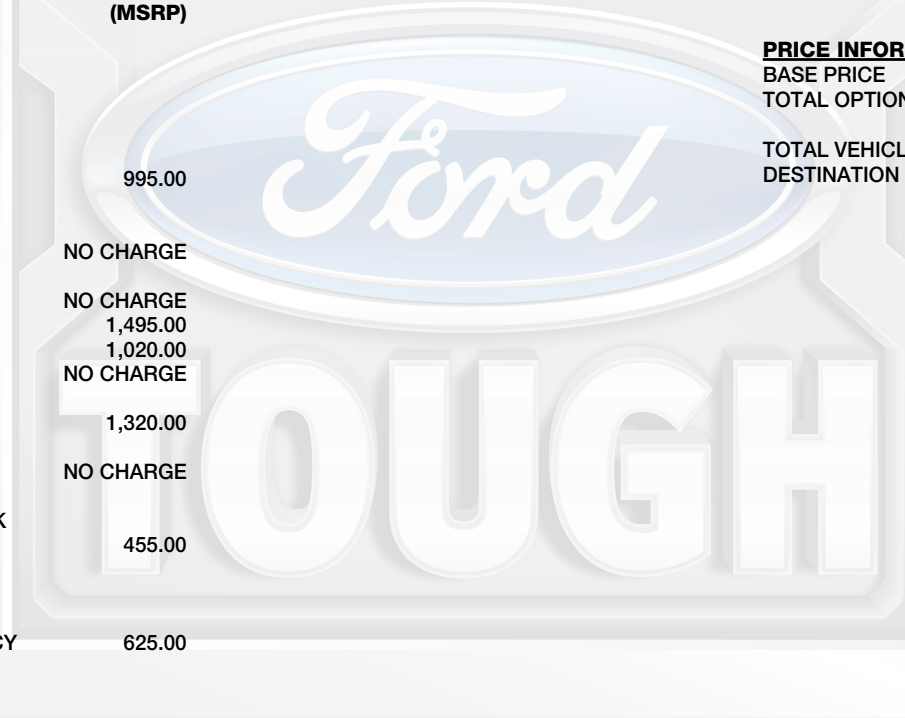 (MSRP)
995.00
NO CHARGE
NO CHARGE
1,495.00
1,020.00
NO CHARGE
1,320.00
NO CHARGE
K
455.00
CY
625.00
PRICE INFOR
BASE PRICE
TOTAL OPTION
TOTAL VEHICL
DESTINATION
Ford
TOUGH